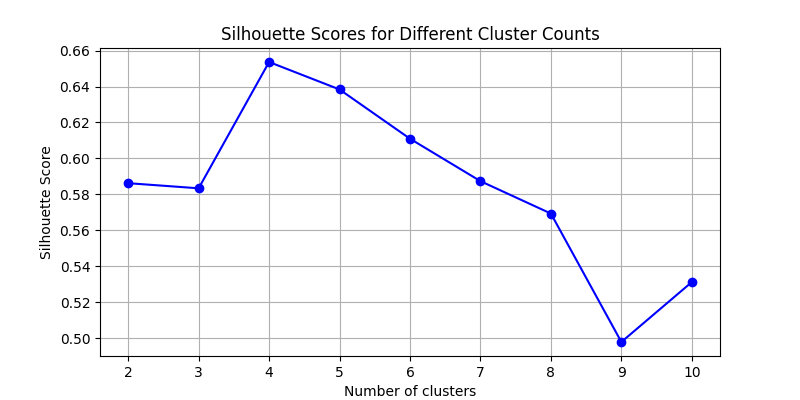 Silhouette Scores for Different Cluster Counts
Silhouette Score
0.66
0.64
0.62
0.60
0.58
0.56
0.54
0.52
0.50
2 3 4 5 6 7 8 9 10
Number of clusters